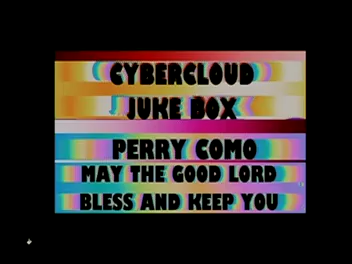 CYBERCLOUD
JUKE BOX
PERRY COMO
MAY THE GOOD LORD
BLESS AND KEEP YOU